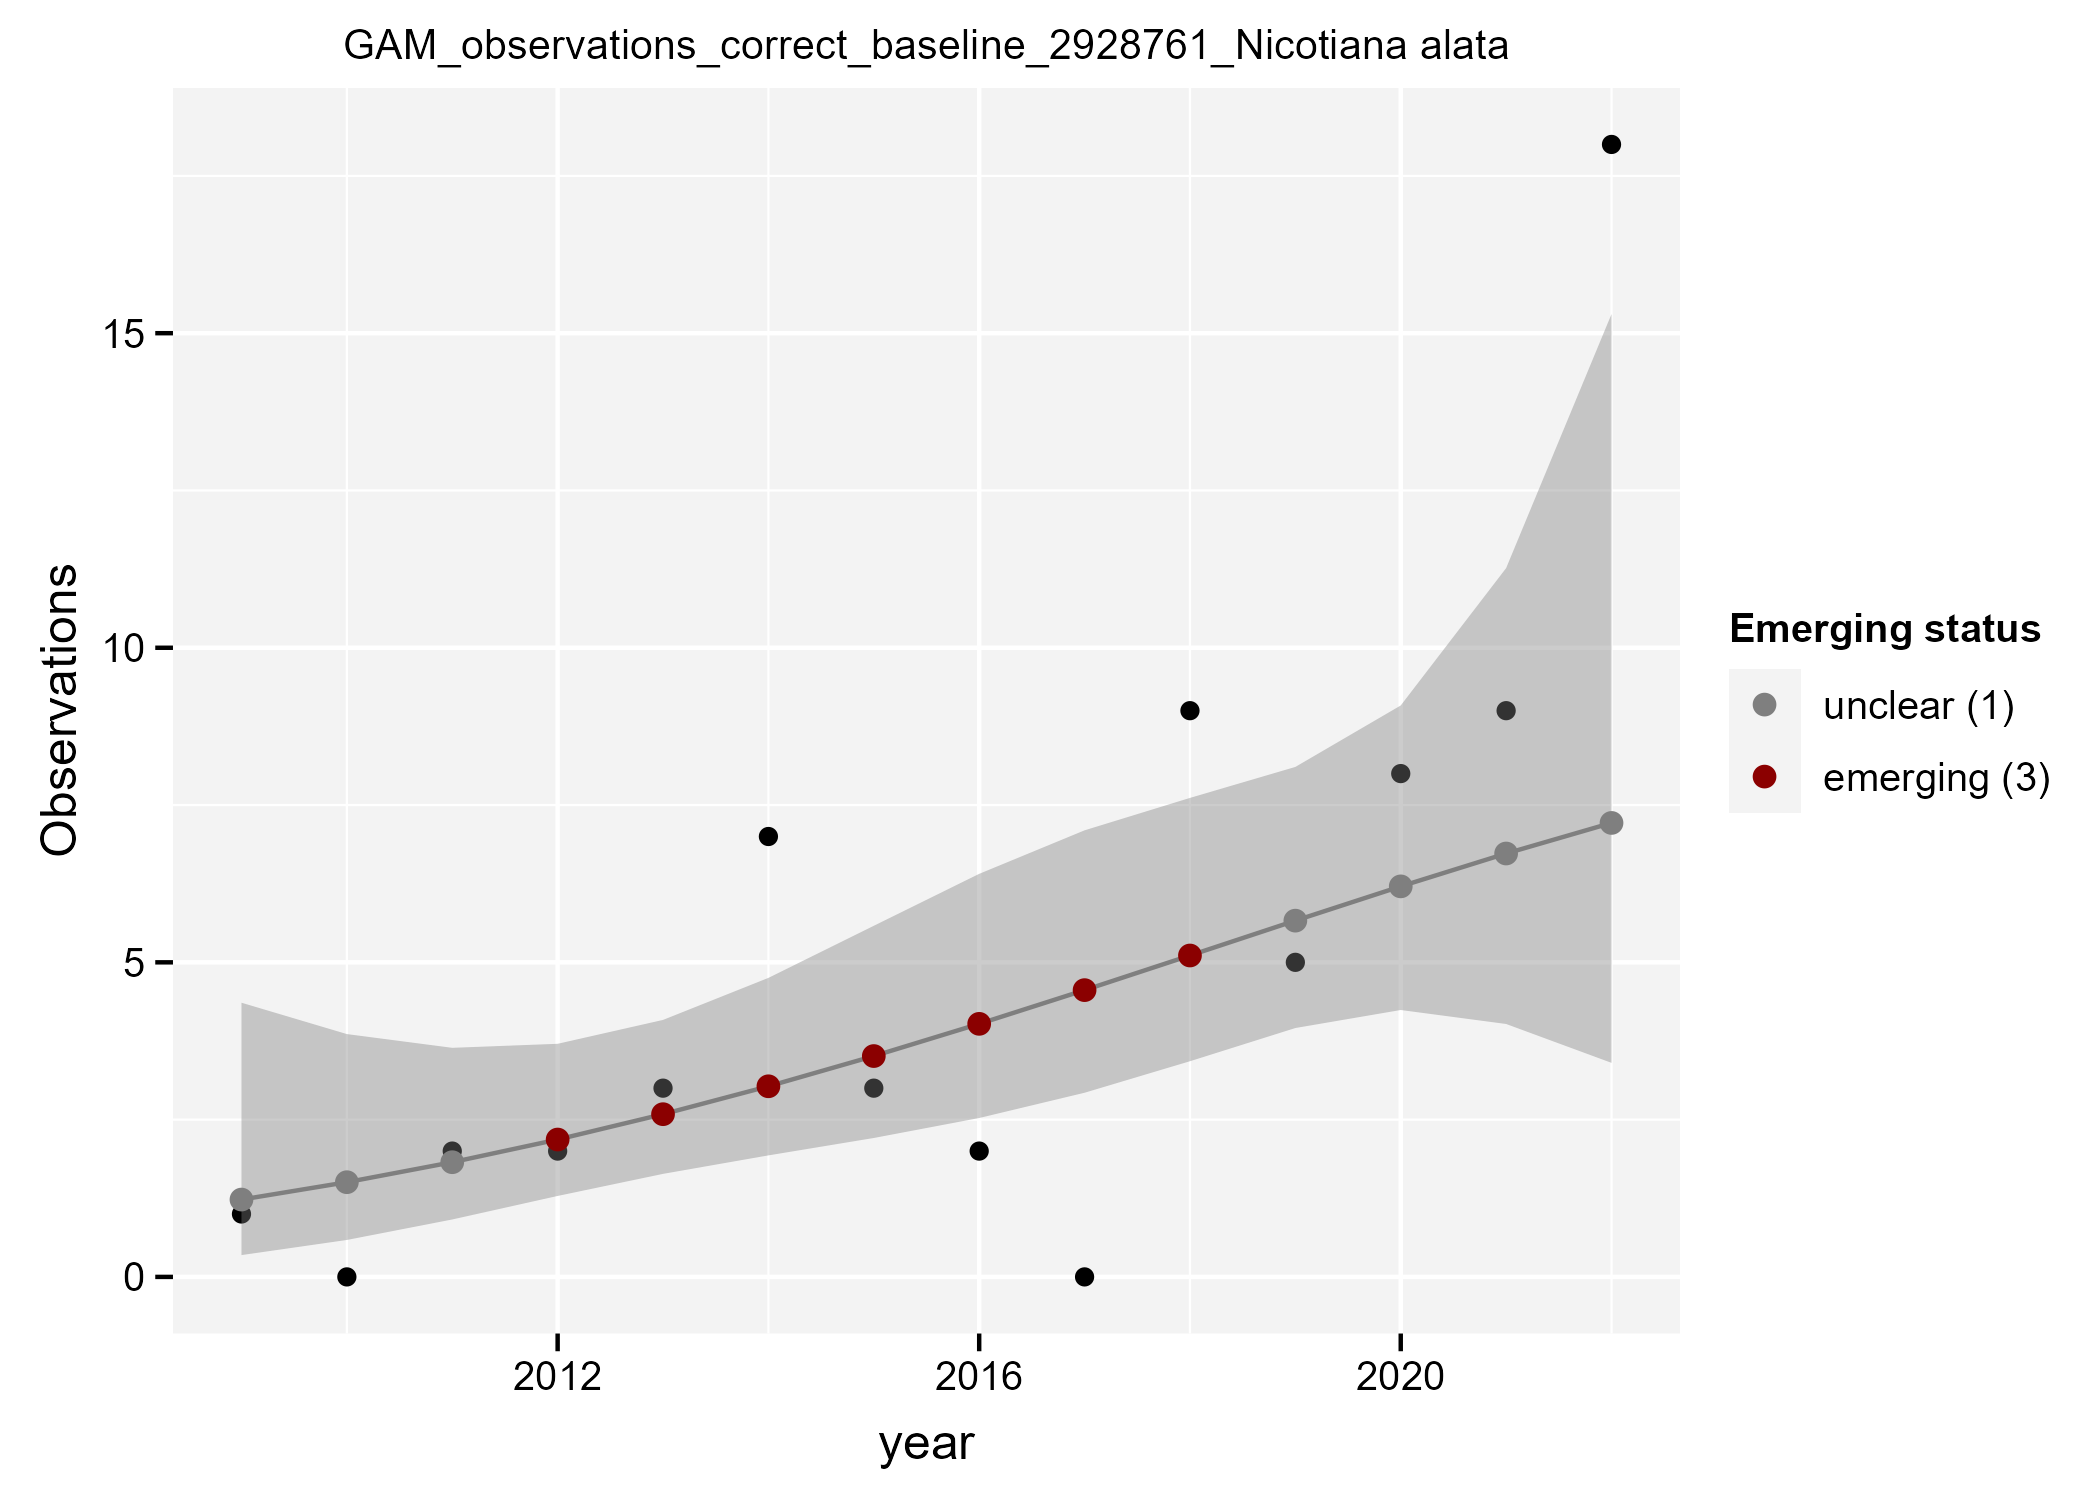 GAM_observations_correct_baseline_2928761_Nicotiana alata
Observations
15
10
5
0
2012
2016
2020
year
Emerging status
unclear (1)
emerging (3)